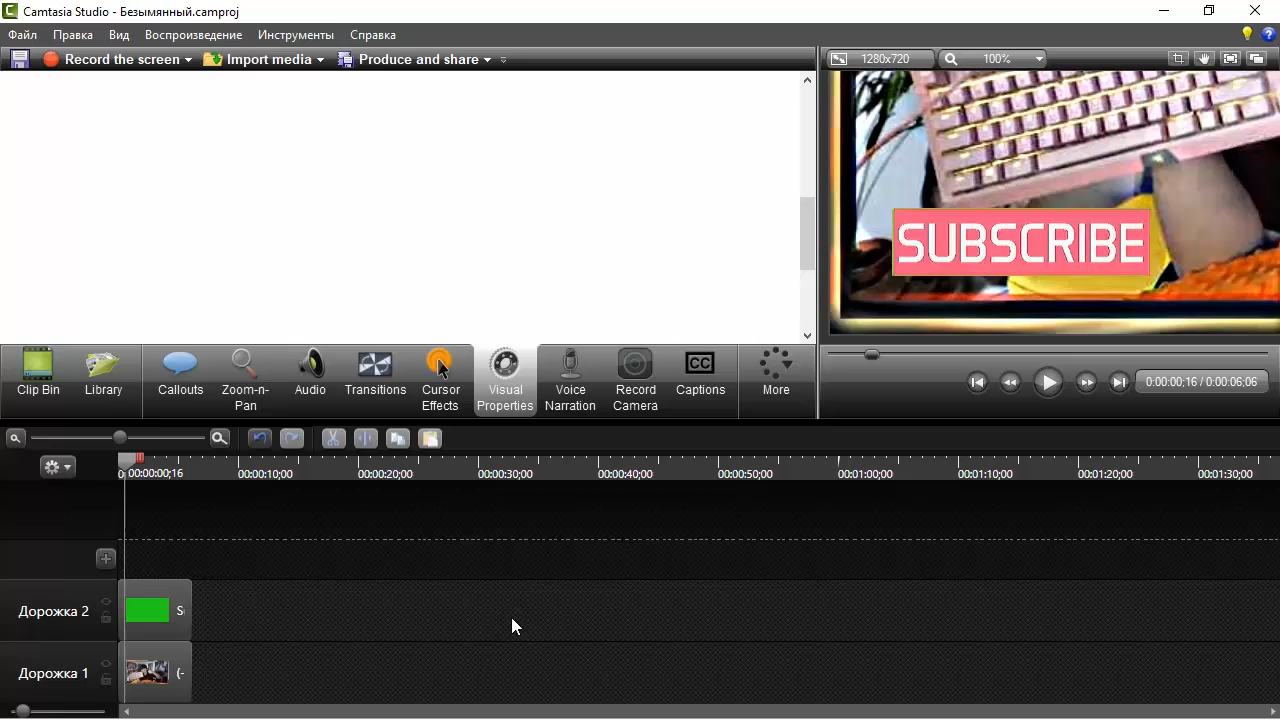 Camtasia Studio - Безымянный.camproj
Файл Правка Вид Воспроизведение Инструменты Справка
Record the screen Import media Produce and share
1280x720 100%
SUBSCRIBE
Clip Bin Library Callouts Zoom-n-Pan Audio Transitions Cursor Effects Visual Properties Voice Narration Record Camera CC Captions More
0:00:00;16 / 0:00:06;06
00:00:00;16 00:00:10;00 00:00:20;00 00:00:30;00 00:00:40;00 00:00:50;00 00:01:00;00 00:01:10;00 00:01:20;00 00:01:30;00
Дорожка 2 S
Дорожка 1 (-